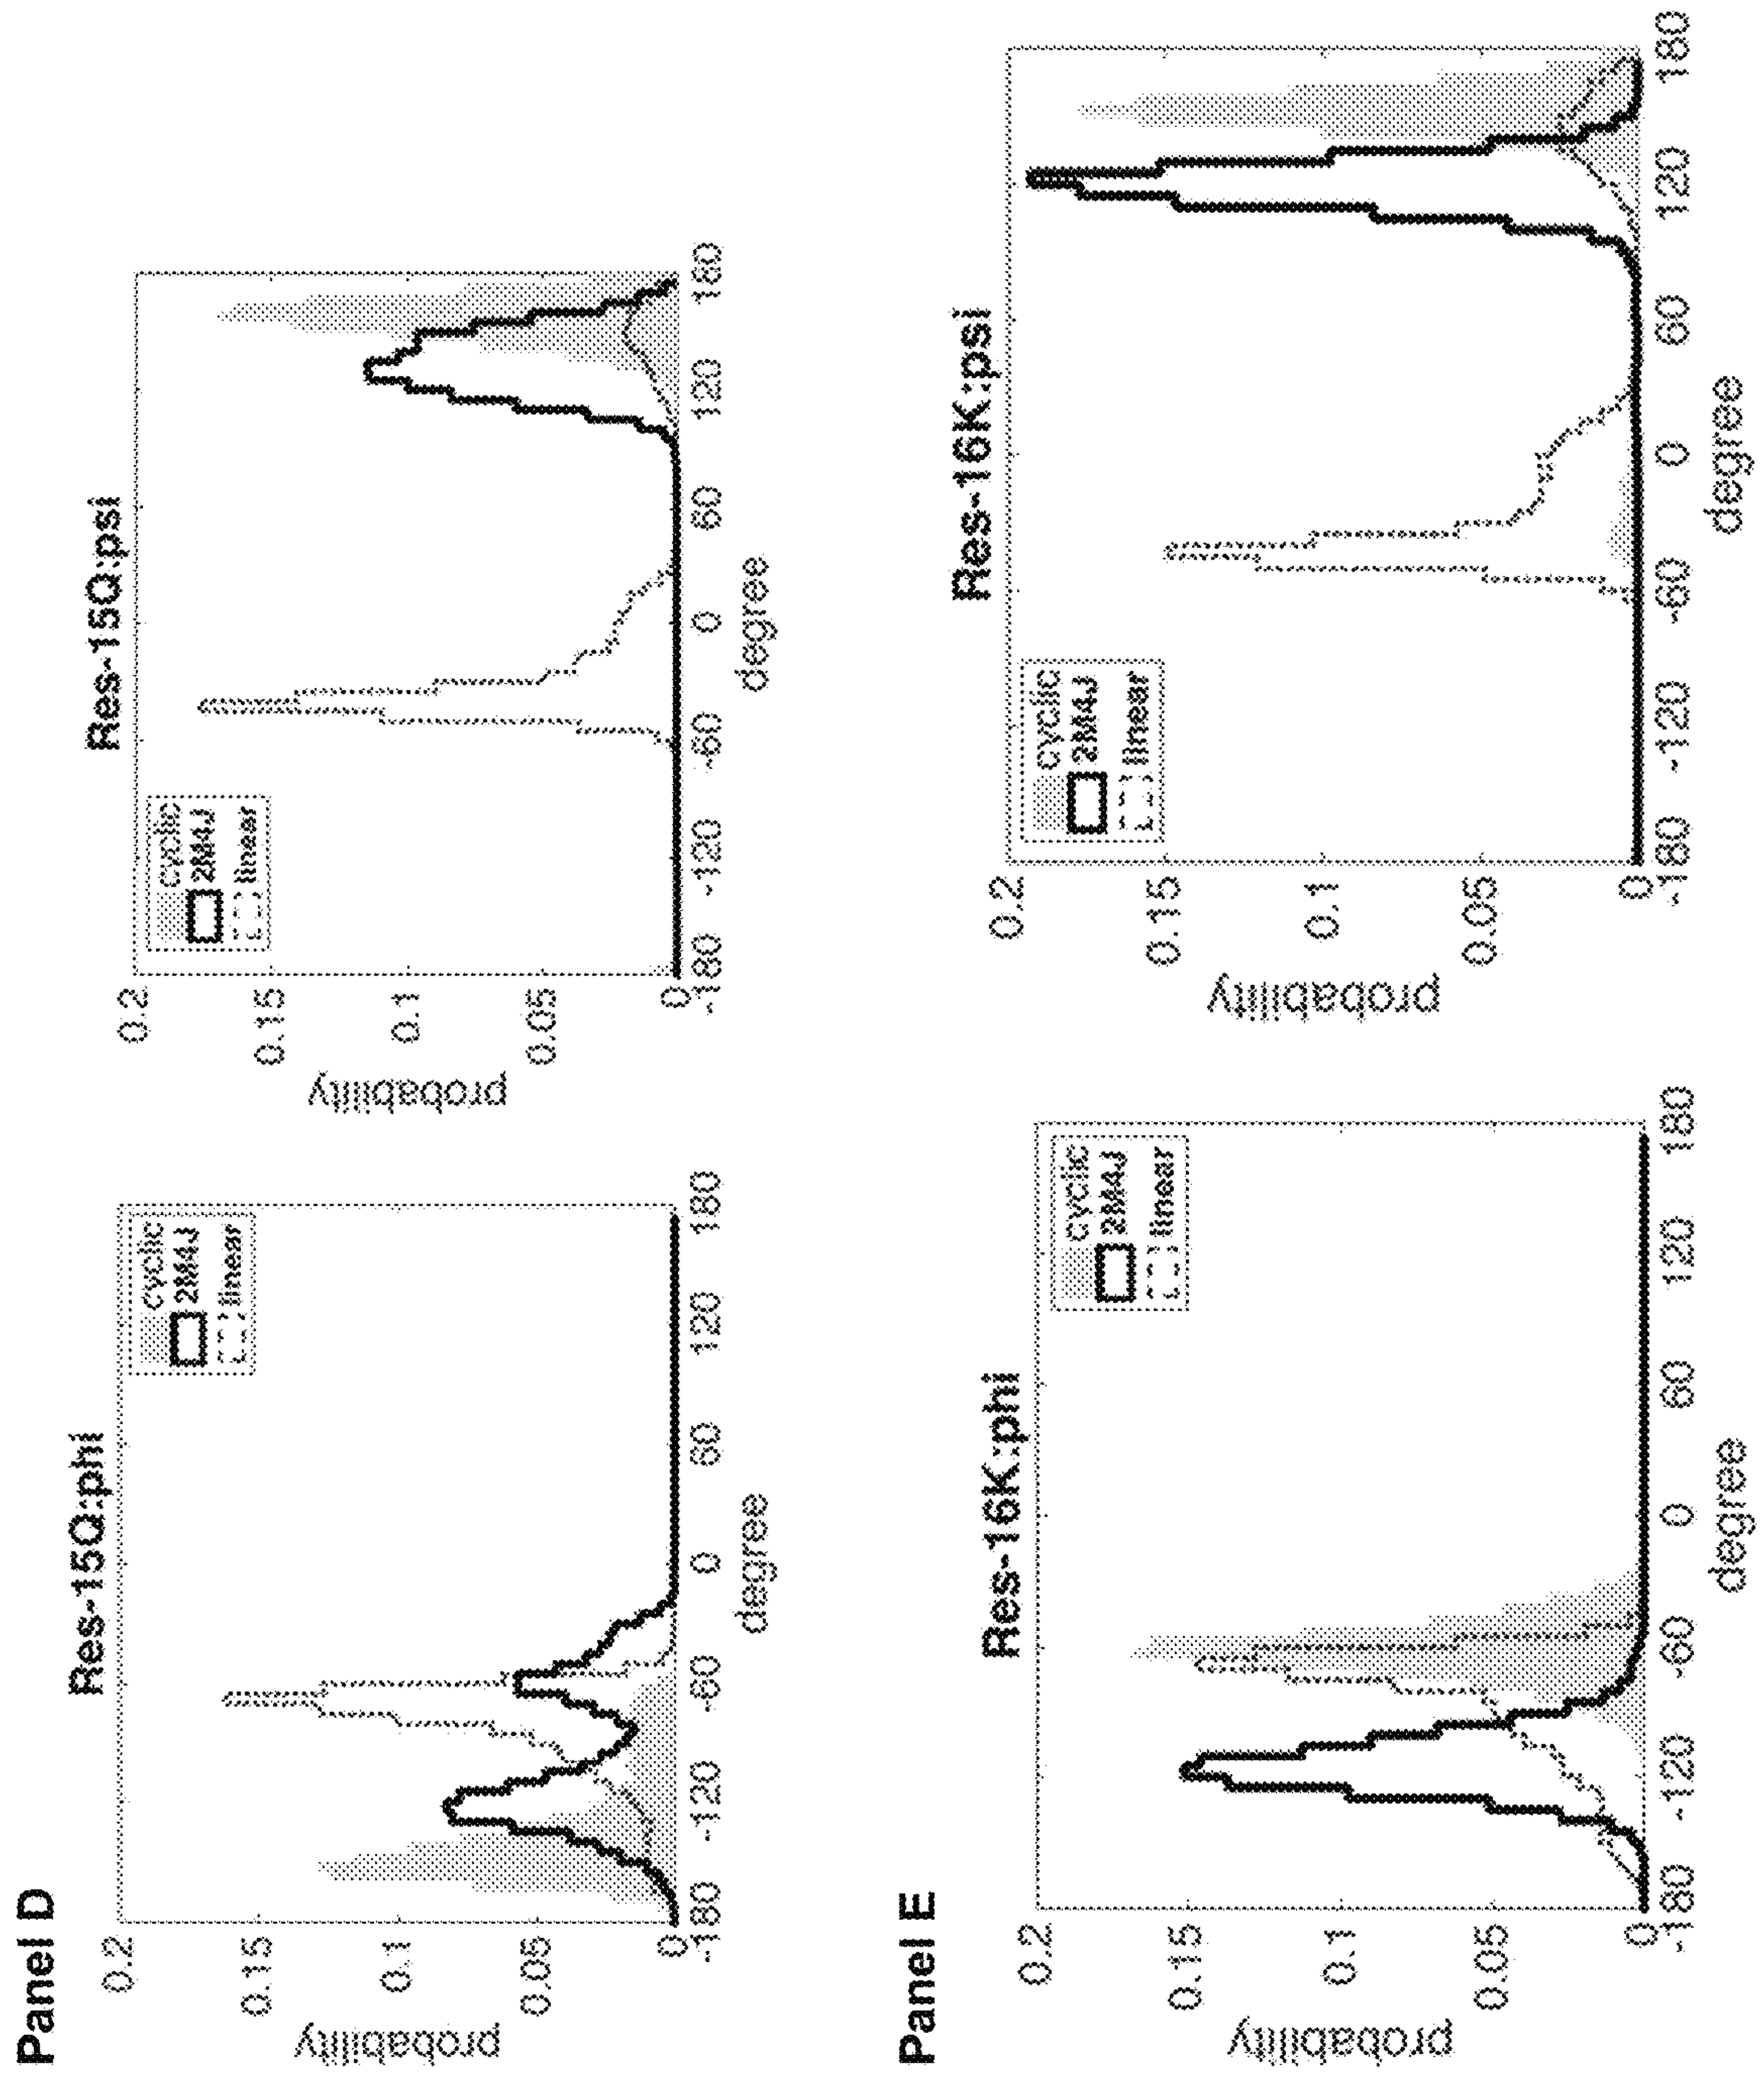 Panel D
Res-15Q:phi
probability
0.2
0.15
0.1
0.05
0
-180
-120
-60
0
60
120
180
degree
cyclic
2M4J
linear
Res-15Q:psi
probability
0.2
0.15
0.1
0.05
0
-180
-120
-60
0
60
120
180
degree
cyclic
2M4J
linear
Panel E
Res-16K:phi
probability
0.2
0.15
0.1
0.05
0
-180
-120
-60
0
60
120
180
degree
cyclic
2M4J
linear
Res-16K:psi
probability
0.2
0.15
0.1
0.05
0
-180
-120
-60
0
60
120
180
degree
cyclic
2M4J
linear